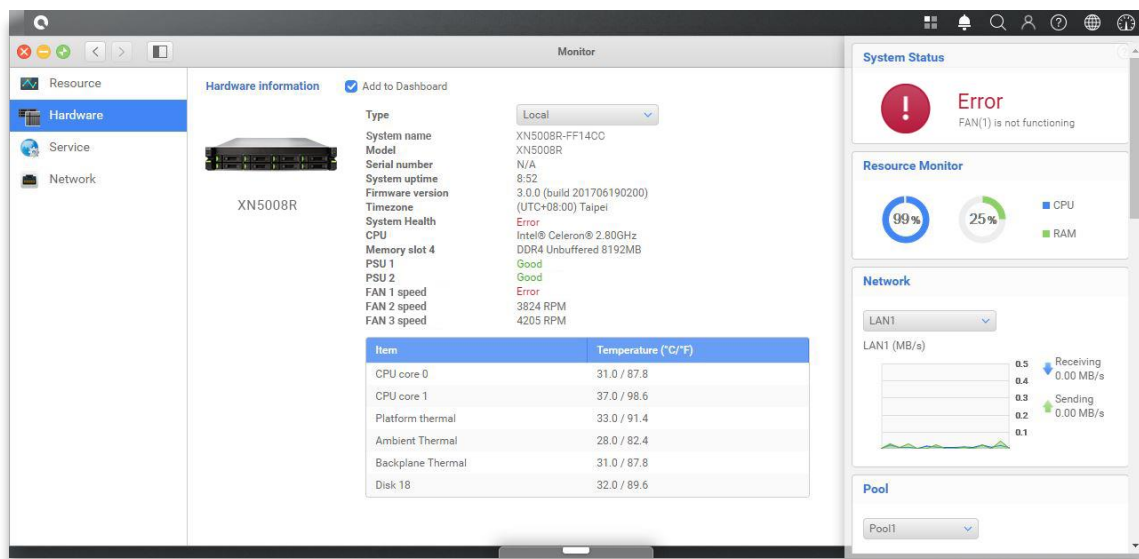 Monitor
Resource
Hardware
Service
Network
Hardware information
Add to Dashboard
XN5008R
Type Local
System name XN5008R-FF14CC
Model XN5008R
Serial number N/A
System uptime 8:52
Firmware version 3.0.0 (build 201706190200)
Timezone (UTC+08:00) Taipei
System Health Error
CPU Intel® Celeron® 2.80GHz
Memory slot 4 DDR4 Unbuffered 8192MB
PSU 1 Good
PSU 2 Good
FAN 1 speed Error
FAN 2 speed 3824 RPM
FAN 3 speed 4205 RPM
Item Temperature (°C/°F)
CPU core 0 31.0 / 87.8
CPU core 1 37.0 / 98.6
Platform thermal 33.0 / 91.4
Ambient Thermal 28.0 / 82.4
Backplane Thermal 31.0 / 87.8
Disk 18 32.0 / 89.6
System Status
Error
FAN(1) is not functioning
Resource Monitor
99%
25%
CPU
RAM
Network
LAN1
LAN1 (MB/s)
0.5
0.4
0.3
0.2
0.1
Receiving
0.00 MB/s
Sending
0.00 MB/s
Pool
Pool1